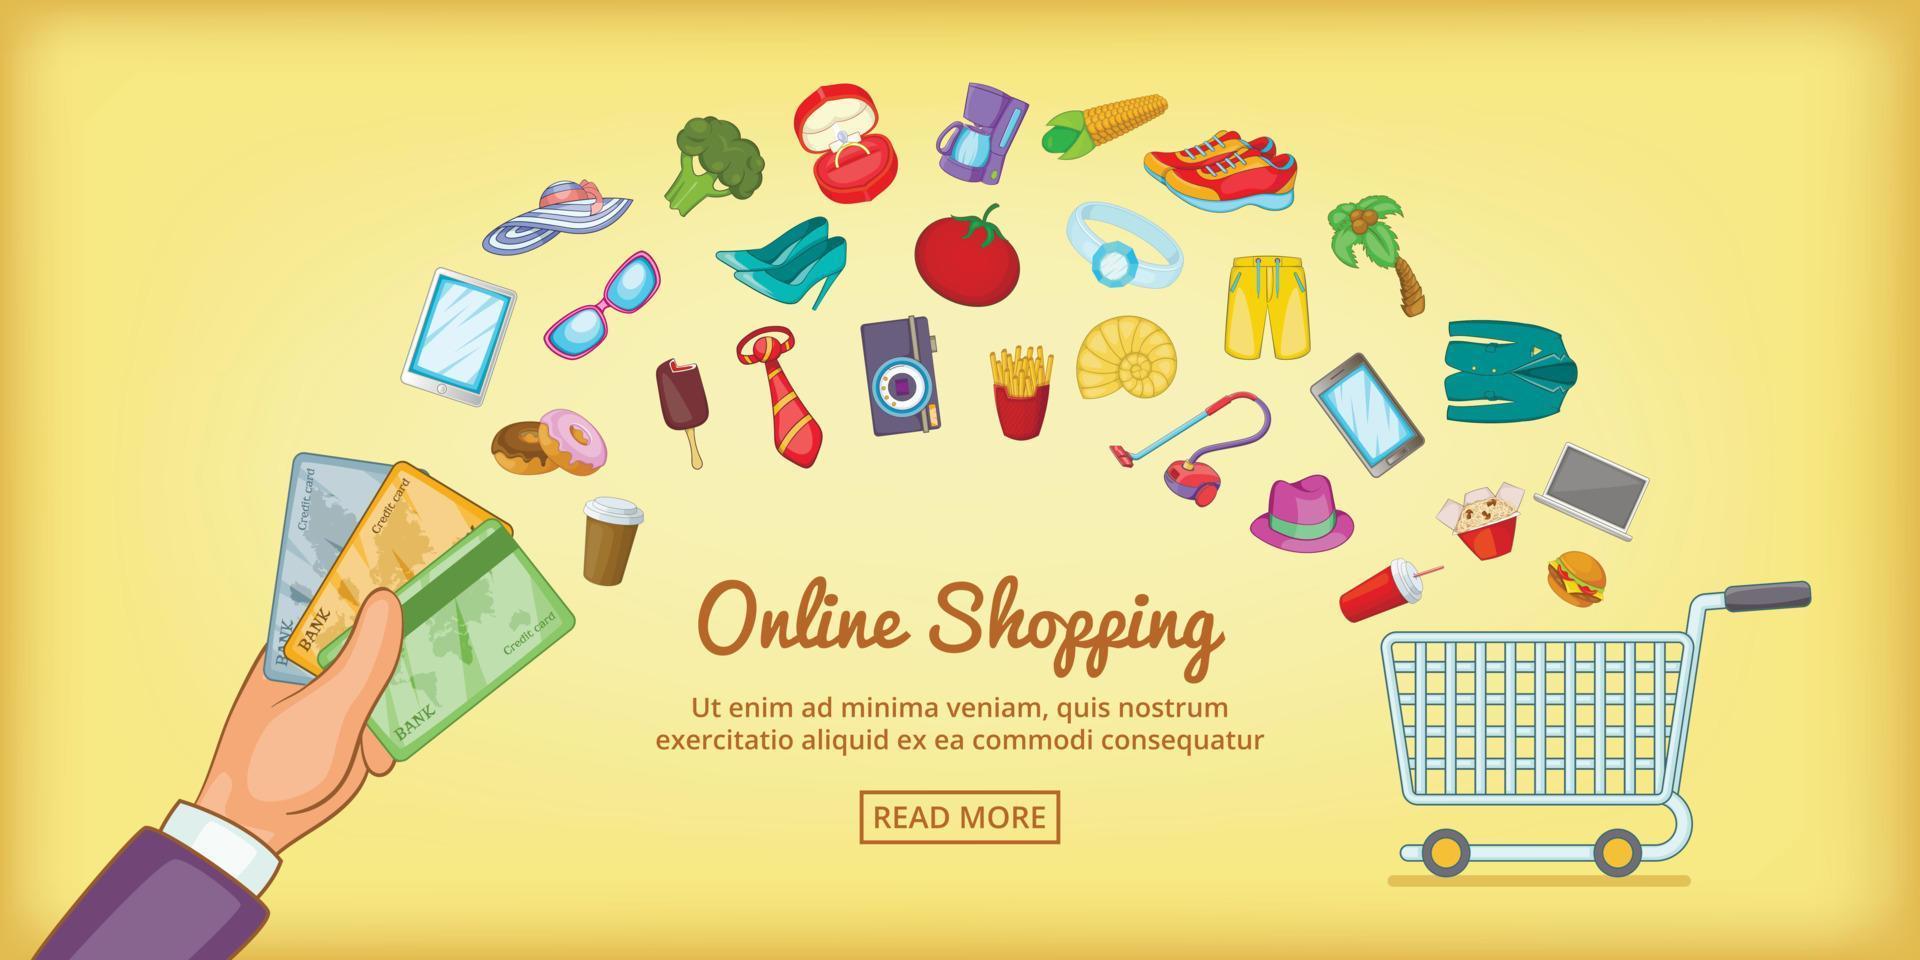 Credit card
BANK
Credit card
BANK
Credit card
BANK
Online Shopping
Ut enim ad minima veniam, quis nostrum
exercitatio aliquid ex ea commodi consequatur
READ MORE